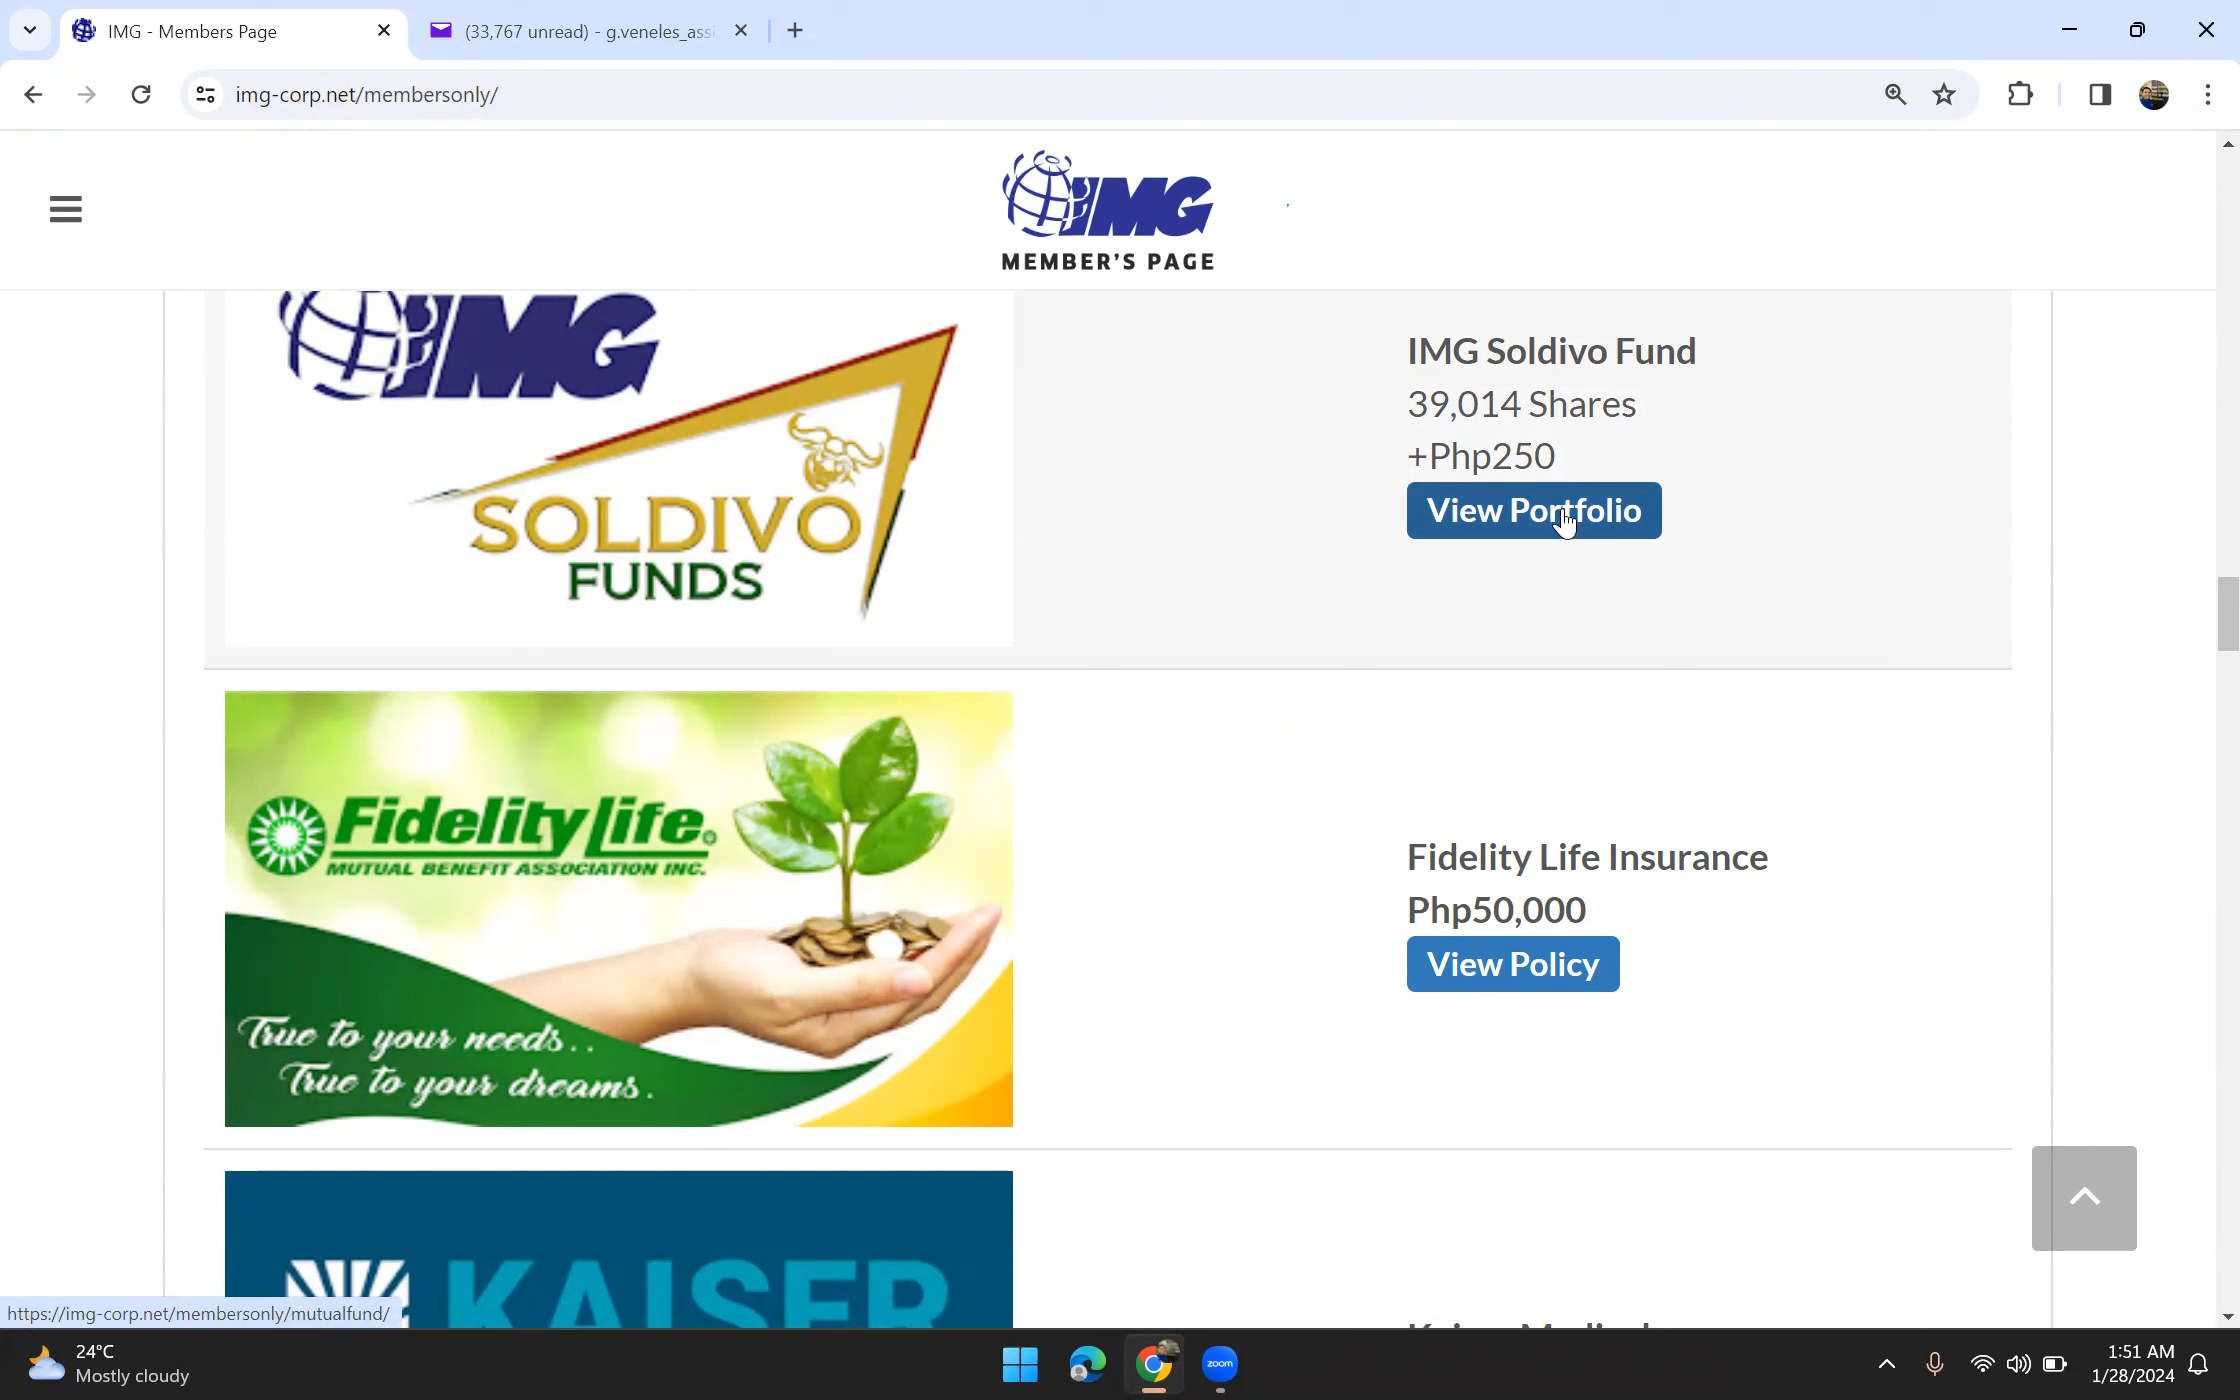 IMG - Members Page
(33,767 unread) - g.veneles_assi
img-corp.net/membersonly/
IMG
MEMBER'S PAGE
IMG
SOLDIVO
FUNDS
IMG Soldivo Fund
39,014 Shares
+Php250
View Portfolio
Fidelity Life
MUTUAL BENEFIT ASSOCIATION INC.
True to your needs..
True to your dreams.
Fidelity Life Insurance
Php50,000
View Policy
KAISER
https://img-corp.net/membersonly/mutualfund/
24°C
Mostly cloudy
zoom
1:51 AM
1/28/2024